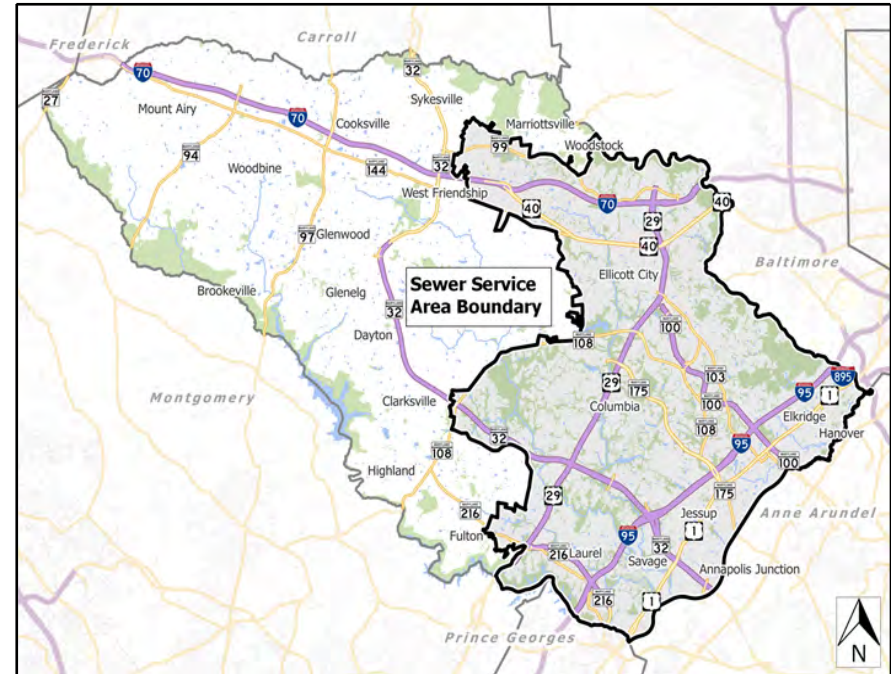 Frederick
Carroll
70
32
27
Mount Airy
Sykesville
70
Cooksville
Marriottsville
94
99
Woodstock
Woodbine
144
32
West Friendship
40
70
29
40
97
Glenwood
40
Ellicott City
Baltimore
Brookeville
Glenelg
Sewer Service
Area Boundary
32
Dayton
108
100
Montgomery
Clarksville
29
175
103
95
895
1
Columbia
100
Elkridge
32
108
95
Hanover
108
100
Highland
29
175
216
Jessup
Anne Arundel
Fulton
95
1
216
Laurel
32
Savage
Annapolis Junction
216
1
Prince Georges
N